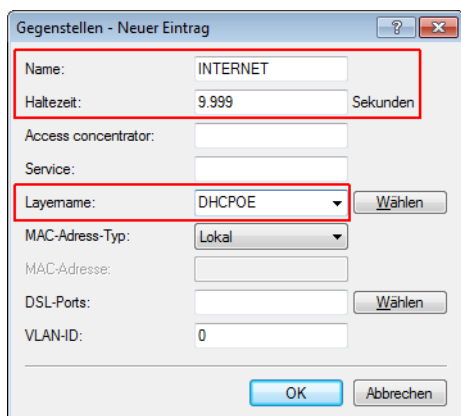 Gegenstellen - Neuer Eintrag
Name: INTERNET
Haltezeit: 9.999 Sekunden
Access concentrator:
Service:
Layername: DHCPOE Wählen
MAC-Adress-Typ: Lokal
MAC-Adresse:
DSL-Ports: Wählen
VLAN-ID: 0
OK Abbrechen